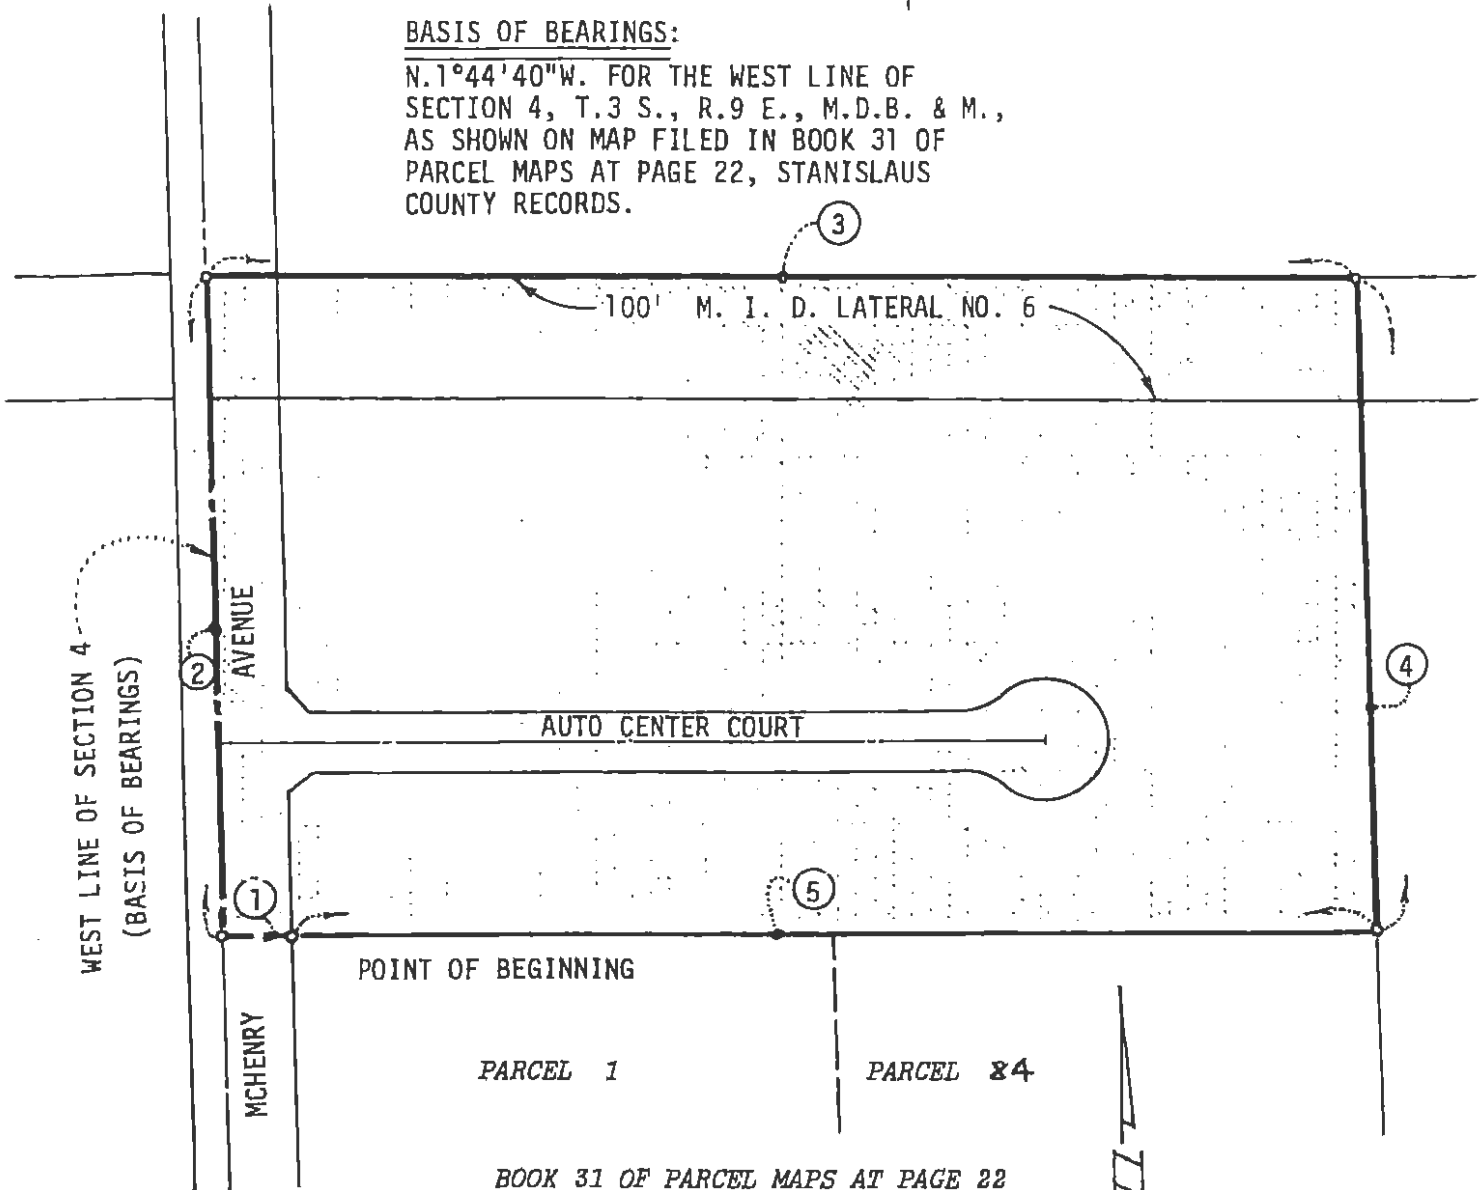 BASIS OF BEARINGS:
N.1°44'40"W. FOR THE WEST LINE OF
SECTION 4, T.3 S., R.9 E., M.D.B. & M.,
AS SHOWN ON MAP FILED IN BOOK 31 OF
PARCEL MAPS AT PAGE 22, STANISLAUS
COUNTY RECORDS.
3
100' M. I. D. LATERAL NO. 6
WEST LINE OF SECTION 4
(BASIS OF BEARINGS)
2
AVENUE
4
AUTO CENTER COURT
1
5
POINT OF BEGINNING
MCHENRY
PARCEL 1
PARCEL 84
BOOK 31 OF PARCEL MAPS AT PAGE 22